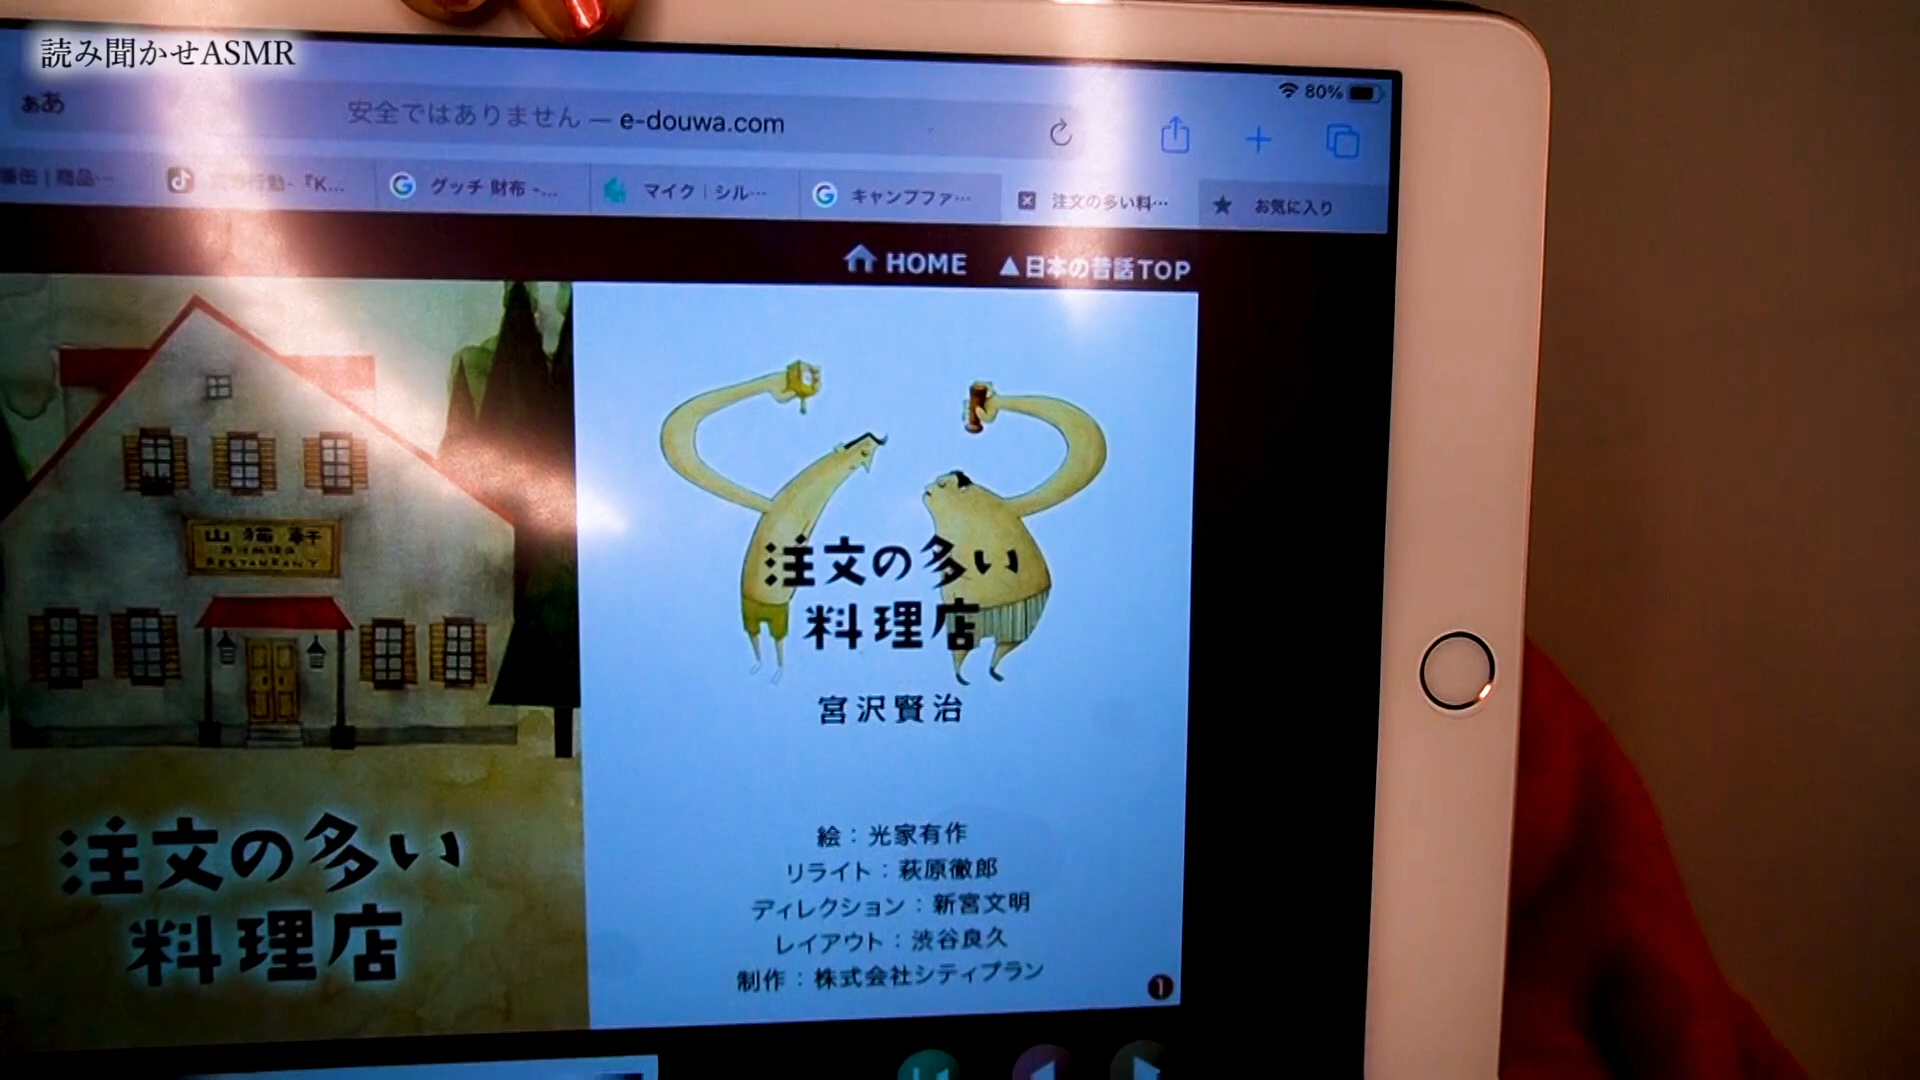 読み聞かせASMR
80%
ぁあ
安全ではありません — e-douwa.com
グッチ 財布 -...
マイク｜シル…
キャンプファ…
注文の多い料…
お気に入り
HOME
▲日本の昔話TOP
山猫軒
RESTAURANT
注文の多い
料理店
注文の多い
料理店
宮沢賢治
絵：光家有作
リライト：萩原徹郎
ディレクション：新宮文明
レイアウト：渋谷良久
制作：株式会社シティプラン
1